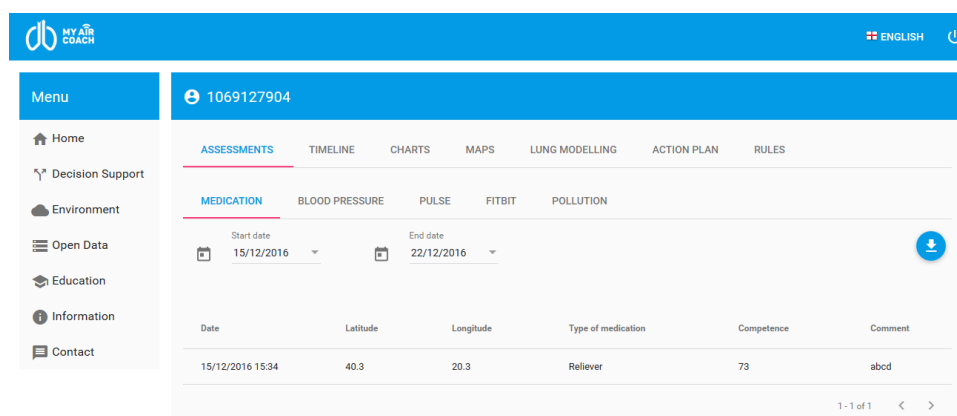 MY AIR
COACH
ENGLISH
Menu
1069127904
Home
Decision Support
Environment
Open Data
Education
Information
Contact
ASSESSMENTS TIMELINE CHARTS MAPS LUNG MODELLING ACTION PLAN RULES
MEDICATION BLOOD PRESSURE PULSE FITBIT POLLUTION
Start date End date
15/12/2016 22/12/2016
Date Latitude Longitude Type of medication Competence Comment
15/12/2016 15:34 40.3 20.3 Reliever 73 abcd
1-1 of 1